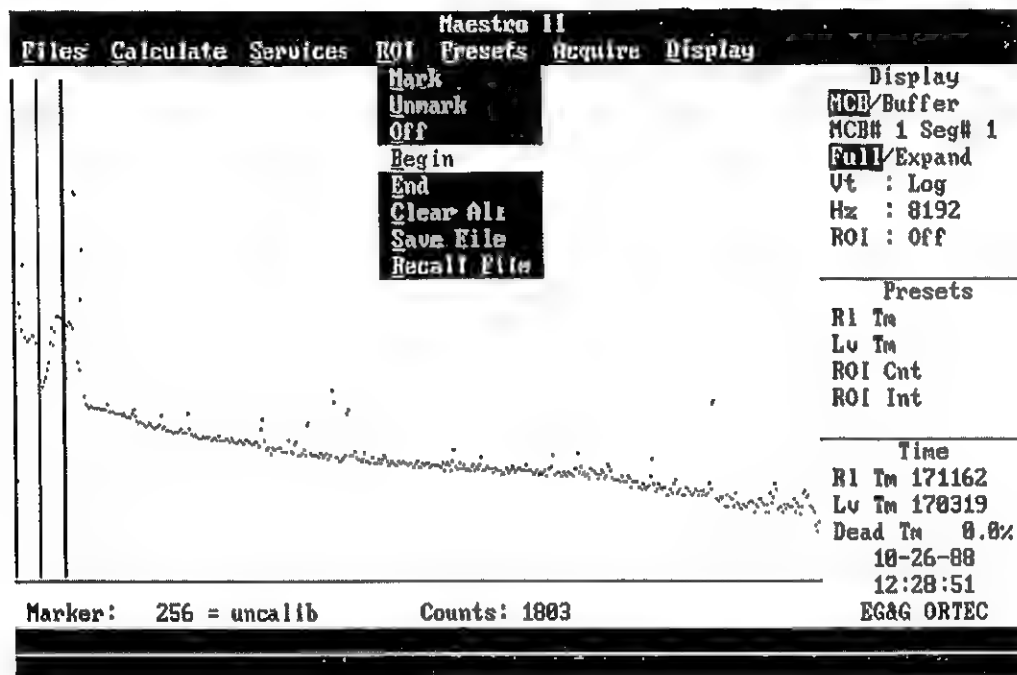 Maestro II
Files Calculate Services ROI Presets Acquire Display
Mark
Unmark
Off
Begin
End
Clear All
Save File
Recall File
Display
MCB/Buffer
MCB# 1 Seg# 1
Full/Expand
Vt : Log
Hz : 8192
ROI : Off
Presets
Rl Tm
Lv Tm
ROI Cnt
ROI Int
Time
Rl Tm 171162
Lv Tm 170319
Dead Tm 0.0%
10-26-88
12:28:51
EG&G ORTEC
Marker: 256 = uncalib Counts: 1803